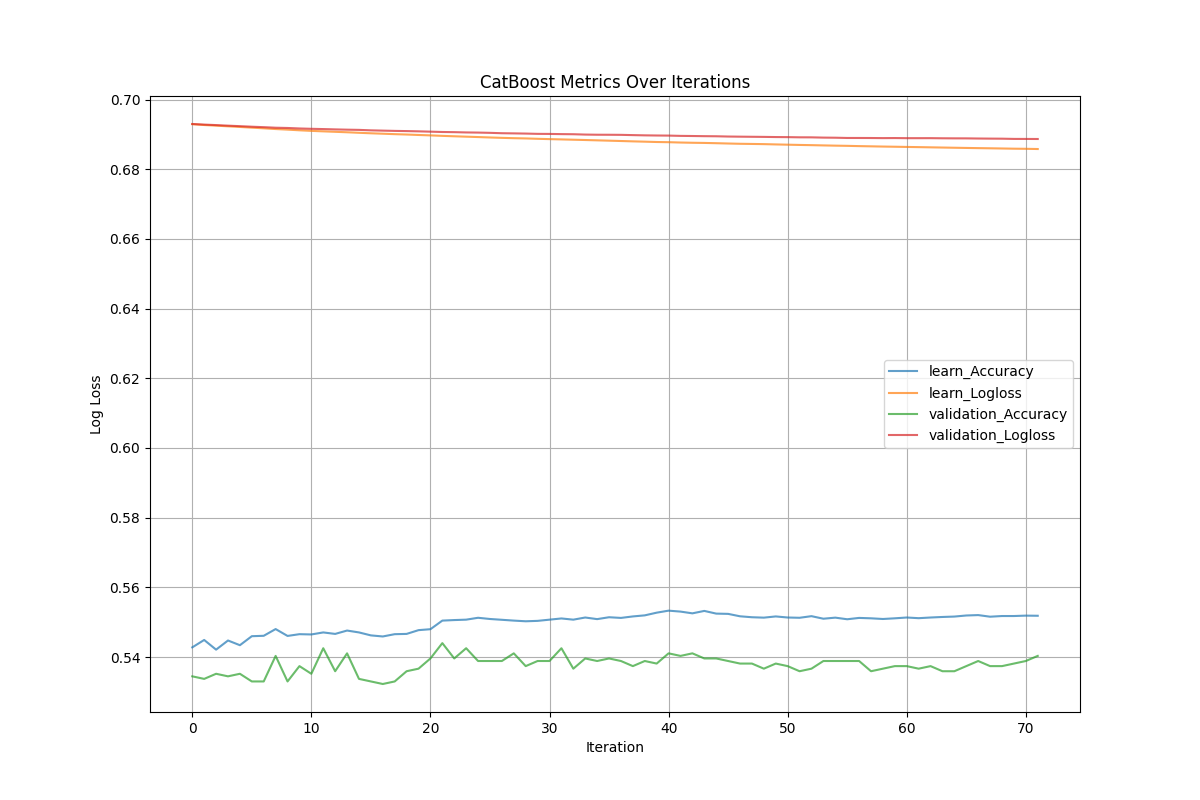 CatBoost Metrics Over Iterations
0.70
0.68
0.66
0.64
0.62
0.60
0.58
0.56
0.54
Log Loss
learn_Accuracy
learn_Logloss
validation_Accuracy
validation_Logloss
0 10 20 30 40 50 60 70
Iteration